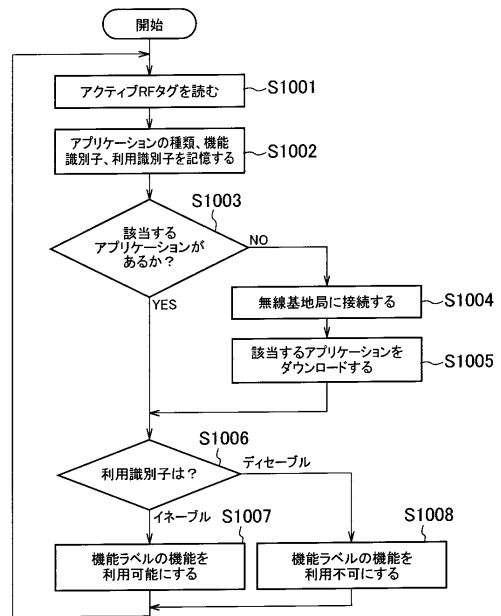 開始
アクティブRFタグを読む
S1001
アプリケーションの種類、機能
識別子、利用識別子を記憶する
S1002
S1003
該当する
アプリケーションが
あるか？
NO
YES
無線基地局に接続する
S1004
該当するアプリケーションを
ダウンロードする
S1005
S1006
利用識別子は？
ディセーブル
イネーブル
S1007
S1008
機能ラベルの機能を
利用可能にする
機能ラベルの機能を
利用不可にする